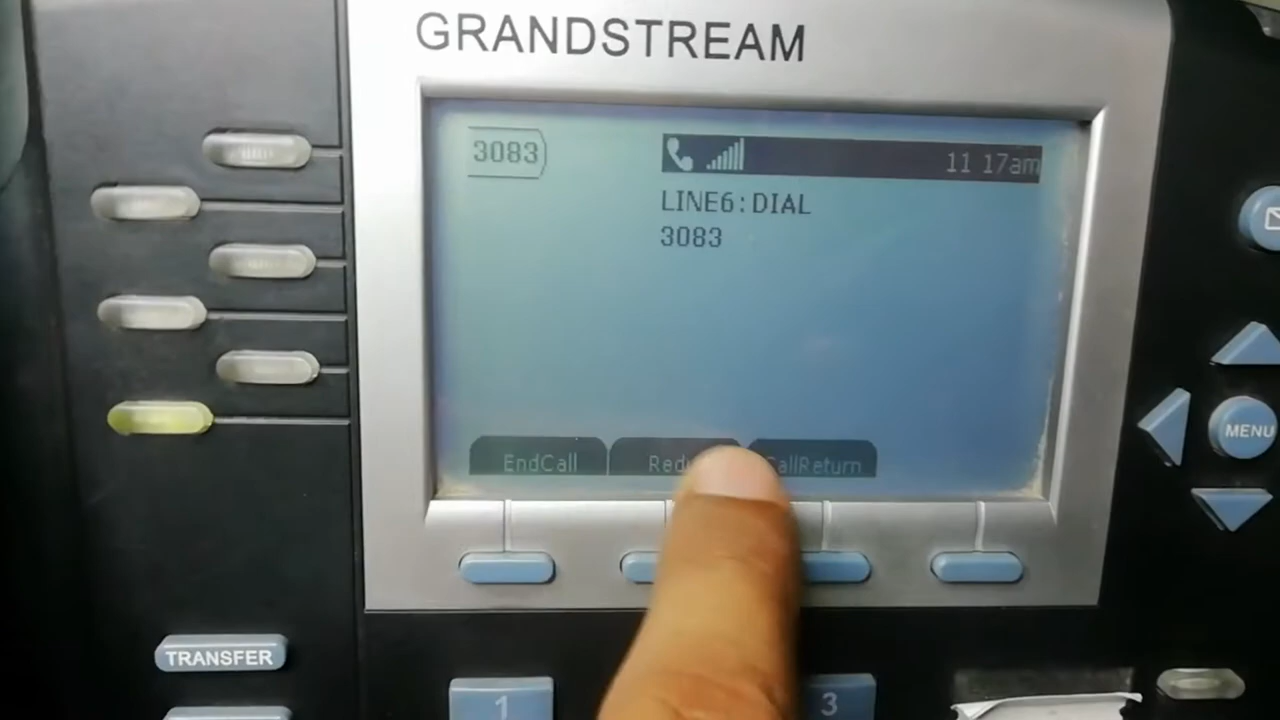 GRANDSTREAM
3083
11 17am
LINE6:DIAL
3083
EndCall
MENU
TRANSFER
1
3